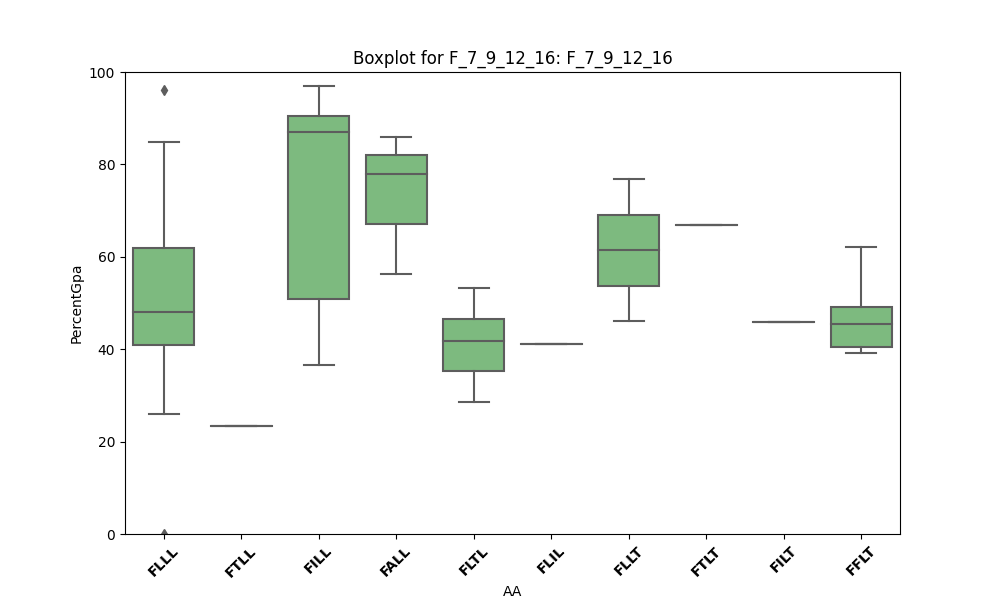 Boxplot for F_7_9_12_16: F_7_9_12_16
PercentGpa
100
80
60
40
20
0
FLLL
FTLL
FILL
FALL
FLTL
FLIL
FLLT
FTLT
FILT
FFLT
AA